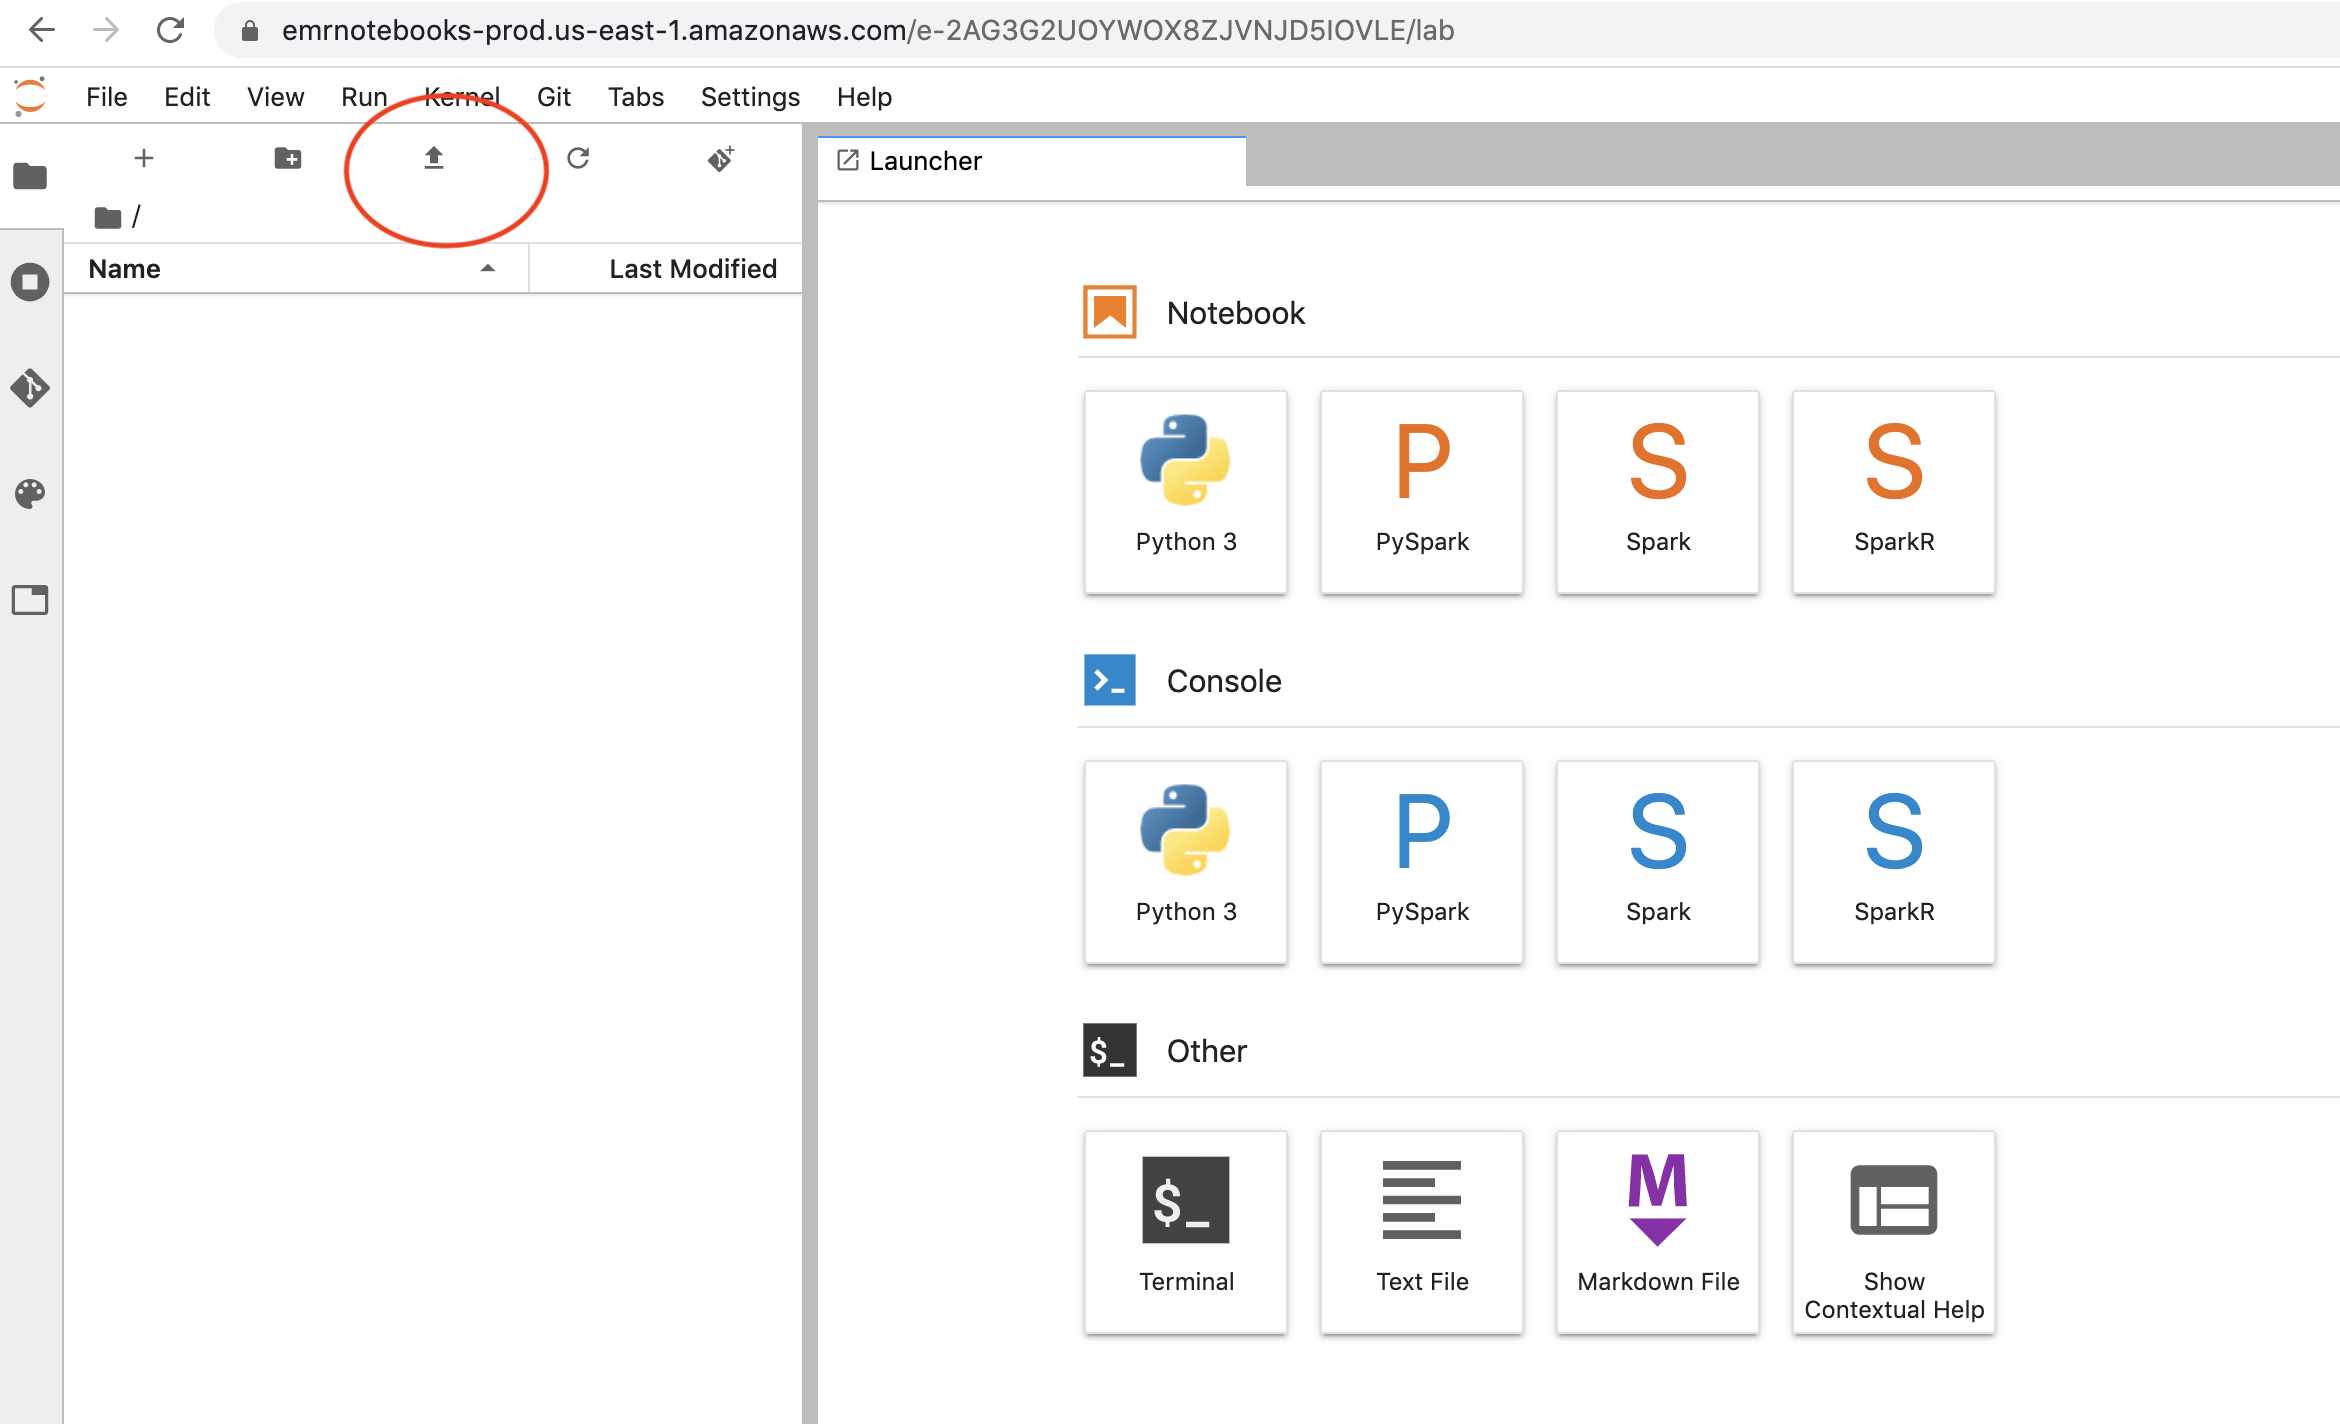 emrnotebooks-prod.us-east-1.amazonaws.com/e-2AG3G2UOYWOX8ZJVNJD5IOVLE/lab
File Edit View Run Kernel Git Tabs Settings Help
Launcher
/
Name Last Modified
Notebook
P S S
Python 3 PySpark Spark SparkR
>_ Console
P S S
Python 3 PySpark Spark SparkR
$_ Other
$_ M
Terminal Text File Markdown File Show
Contextual Help